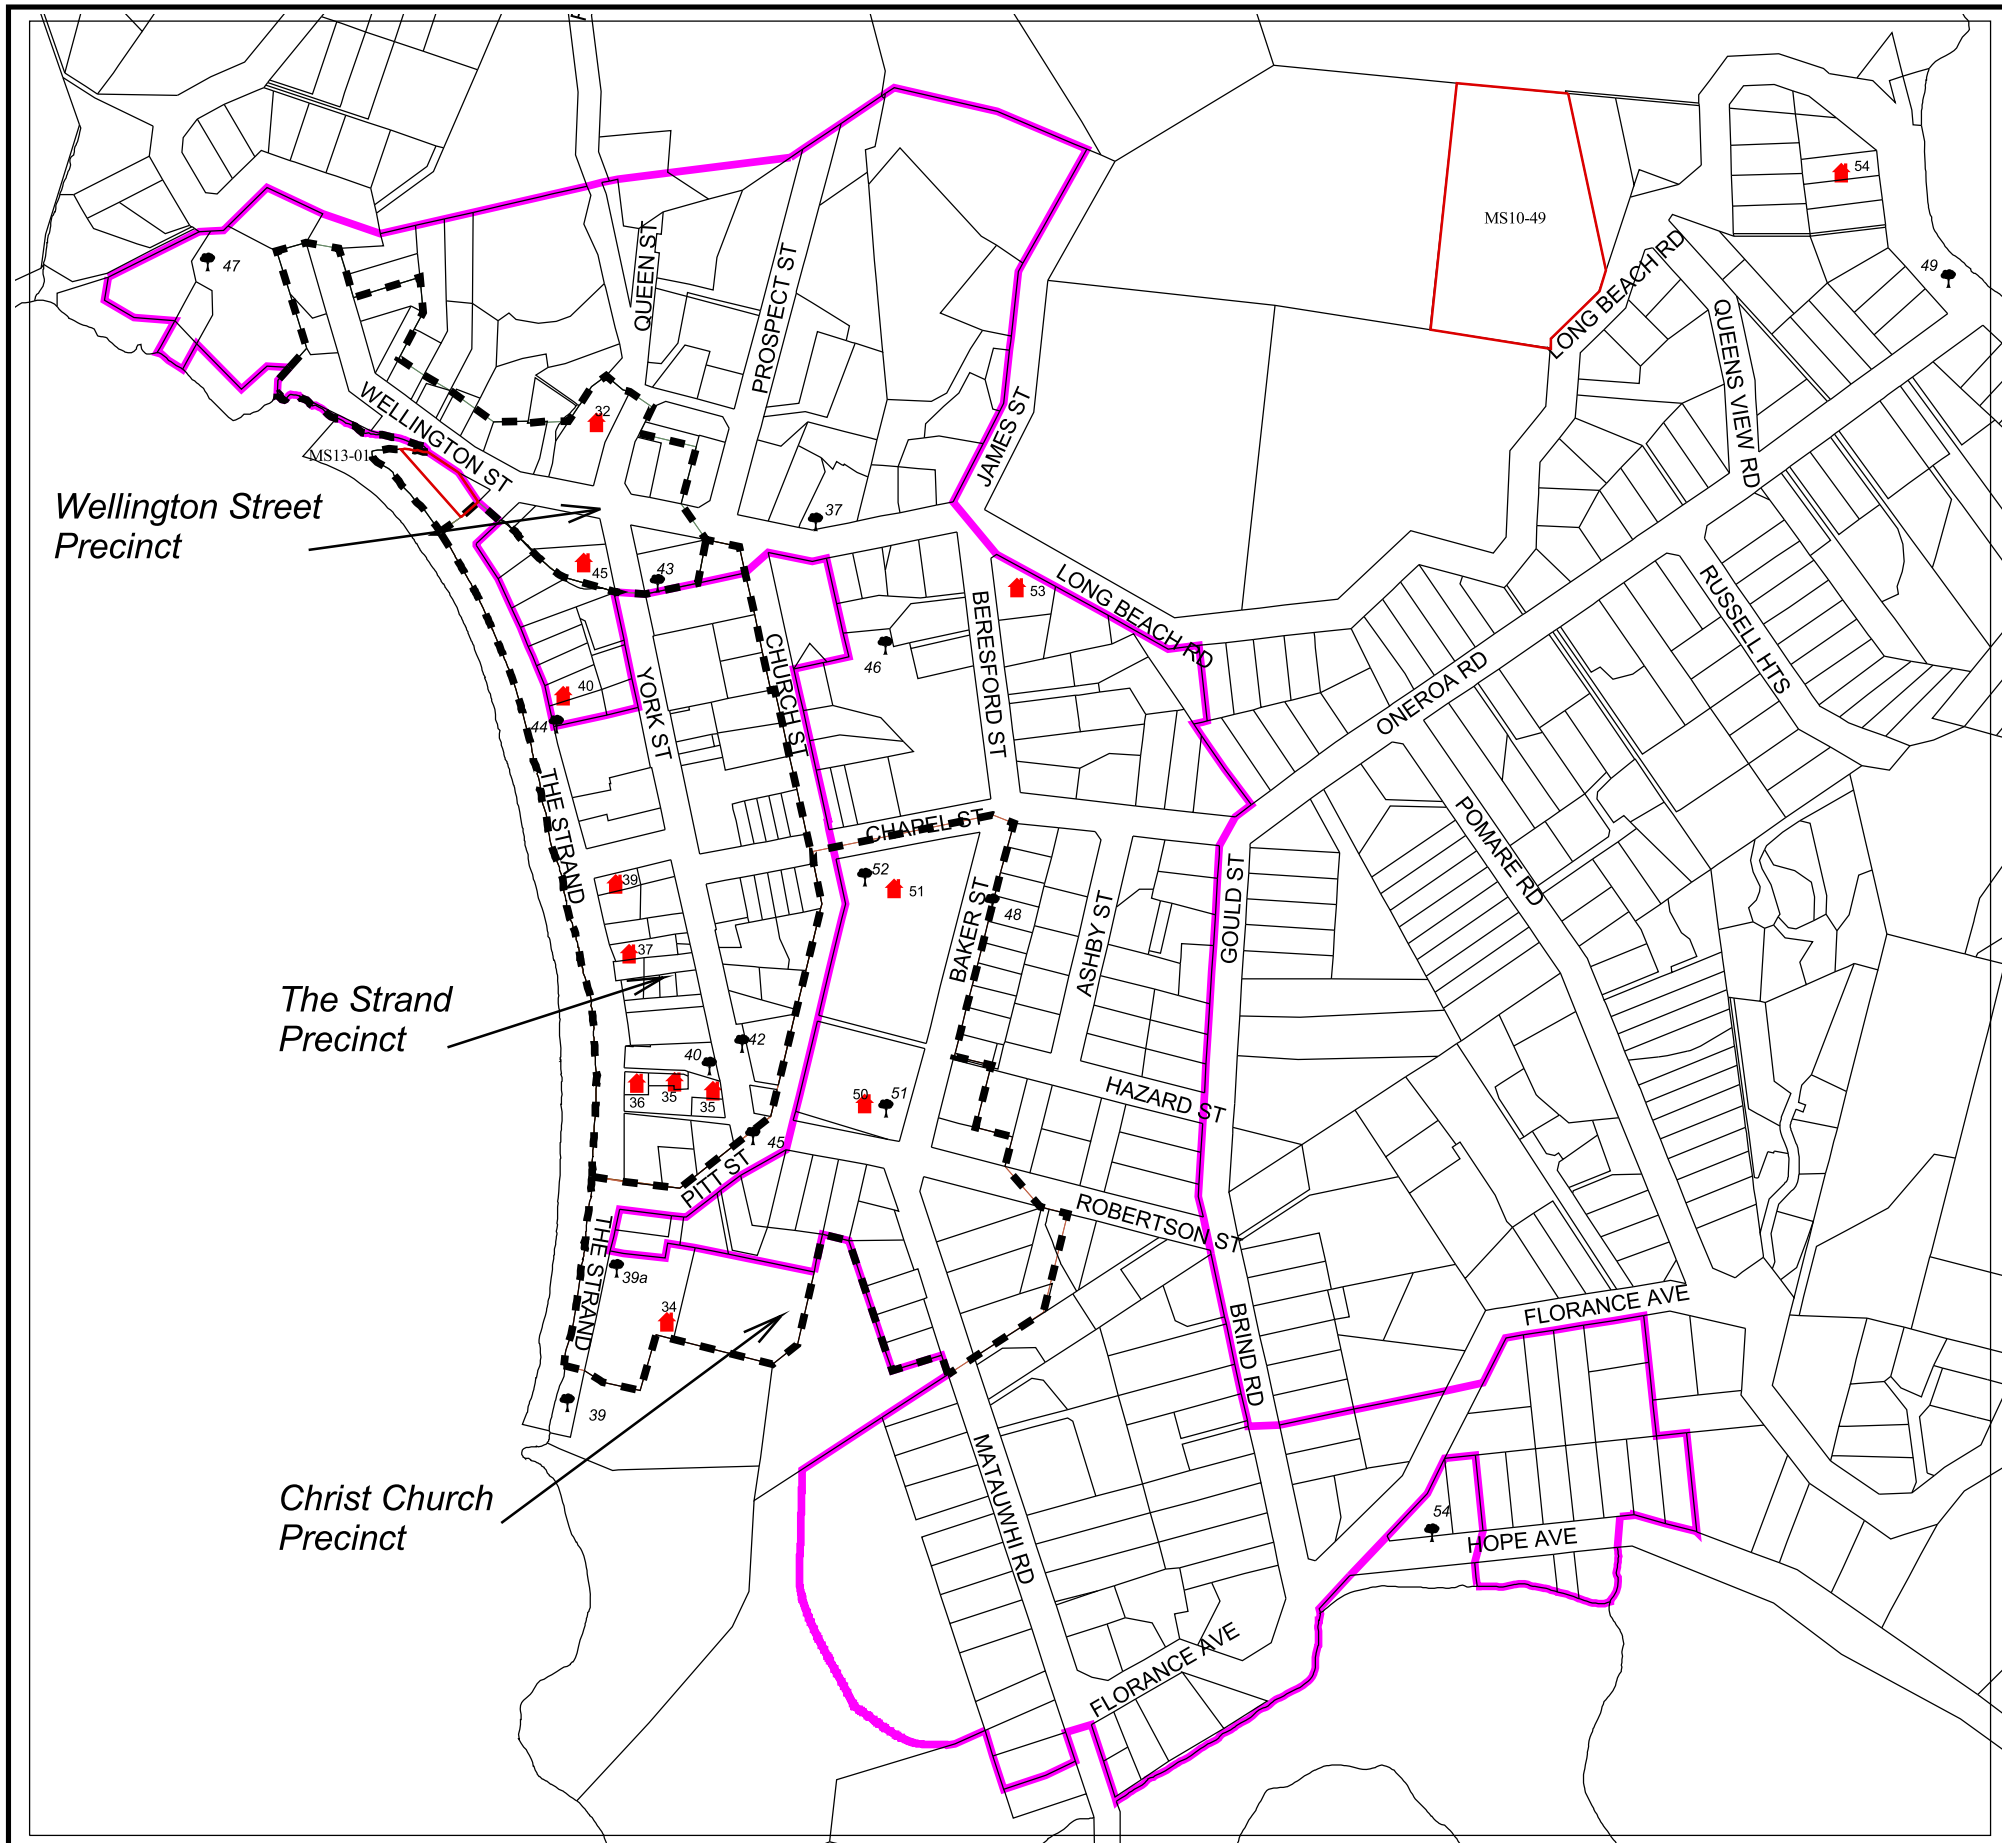 54
MS10-49
QUEEN ST
PROSPECT ST
LONG BEACH RD
47
49
QUEENS VIEW RD
WELLINGTON ST
32
JAMES ST
MS13-01
Wellington Street
Precinct
37
45
43
53
LONG BEACH RD
BERESFORD ST
RUSSELL HTS
46
CHURCH ST
40
44
YORK ST
ONEROA RD
THE STRAND
CHAPEL ST
POMARE RD
39
52
51
48
BAKER ST
ASHBY ST
GOULD ST
37
The Strand
Precinct
42
40
36
35
35
50
51
HAZARD ST
45
PITT ST
ROBERTSON ST
THE STRAND
39a
34
FLORANCE AVE
BRIND RD
39
Christ Church
Precinct
MATAUWHI RD
54
HOPE AVE
FLORANCE AVE